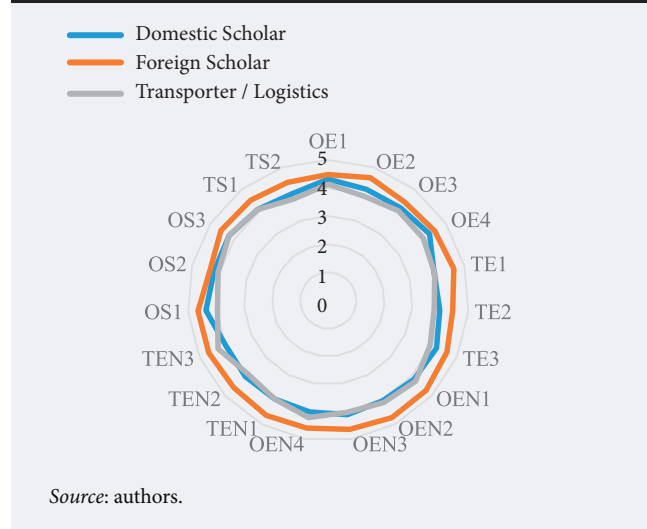 Domestic Scholar
Foreign Scholar
Transporter / Logistics
OE1
TS2 5 OE2
TS1 4 OE3
OS3 3 OE4
2
OS2 1 TE1
OS1 0 TE2
TEN3 TE3
TEN2 OEN1
TEN1 OEN2
OEN4 OEN3
Source: authors.